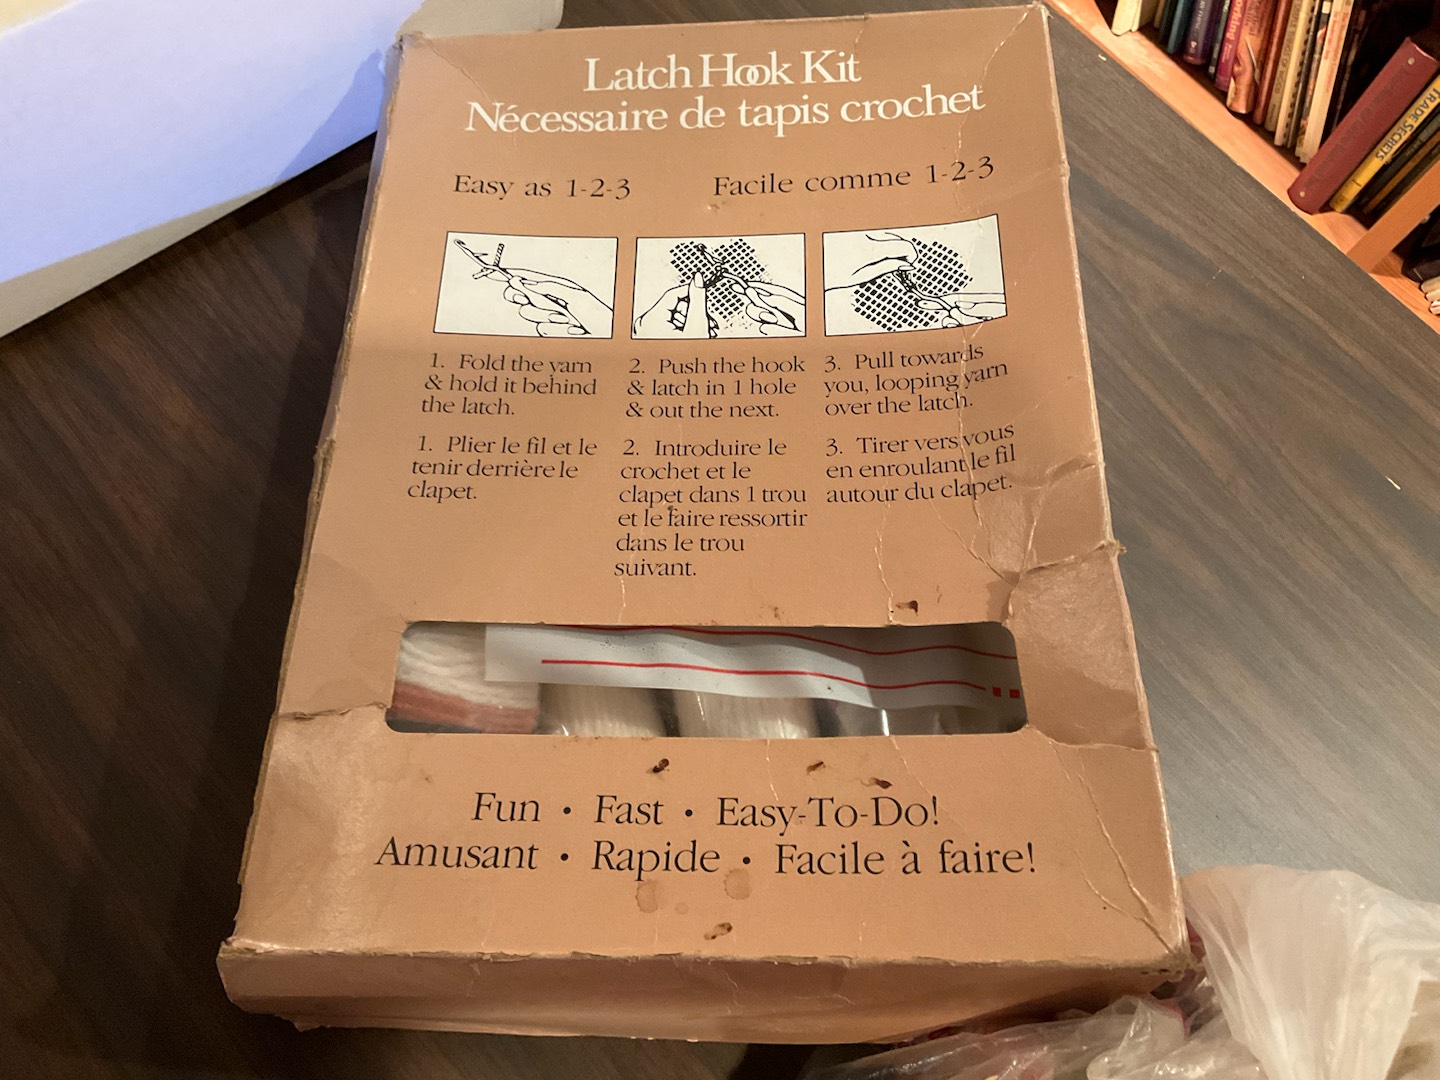 Latch Hook Kit
Nécessaire de tapis crochet
Easy as 1-2-3
Facile comme 1-2-3
1. Fold the yarn
& hold it behind
the latch.
2. Push the hook
& latch in 1 hole
& out the next.
3. Pull towards
you, looping yarn
over the latch.
1. Plier le fil et le
tenir derrière le
clapet.
2. Introduire le
crochet et le
clapet dans 1 trou
et le faire ressortir
dans le trou
suivant.
3. Tirer vers vous
en enroulant le fil
autour du clapet.
Fun • Fast • Easy-To-Do!
Amusant • Rapide • Facile à faire!
TRADE SECRETS